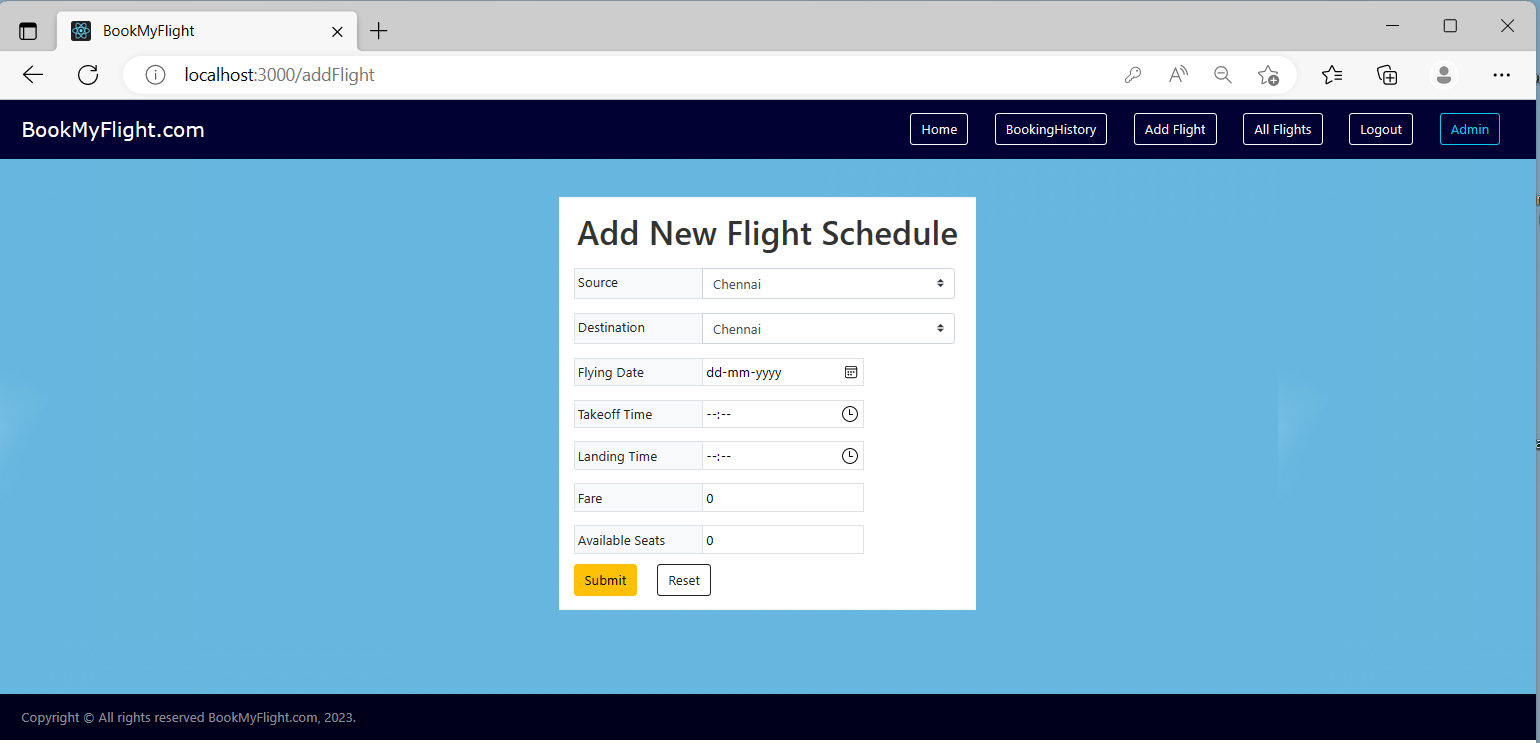 BookMyFlight
localhost:3000/addFlight
BookMyFlight.com
Home BookingHistory Add Flight All Flights Logout Admin
Add New Flight Schedule
Source Chennai
Destination Chennai
Flying Date dd-mm-yyyy
Takeoff Time --:--
Landing Time --:--
Fare 0
Available Seats 0
Submit Reset
Copyright © All rights reserved BookMyFlight.com, 2023.